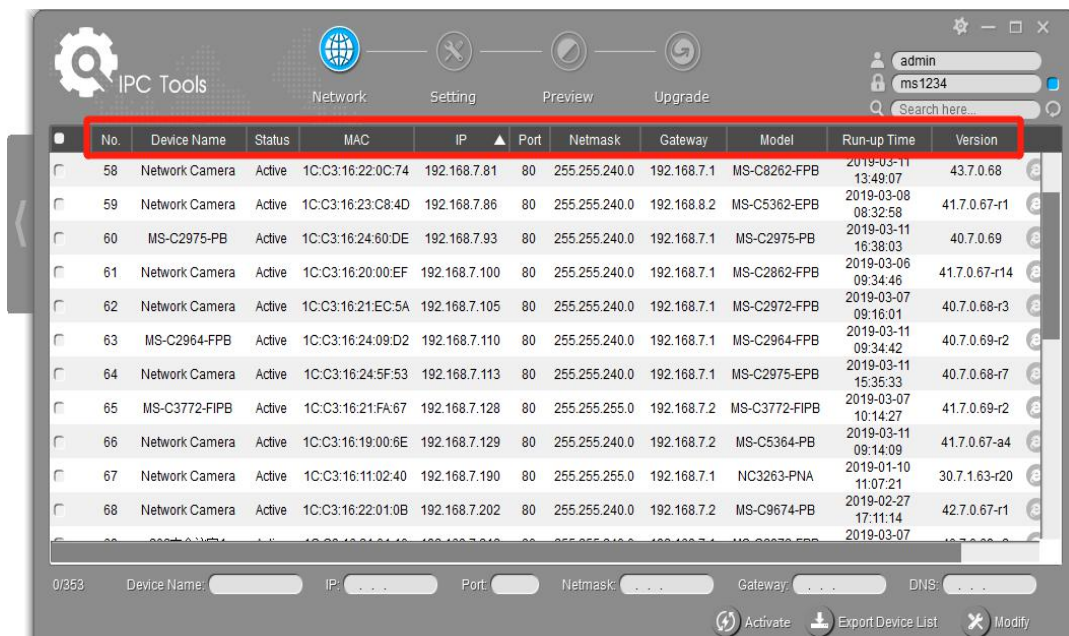 IPC Tools
Network Setting Preview Upgrade
admin
ms1234
Search here...
No. Device Name Status MAC IP Port Netmask Gateway Model Run-up Time Version
58 Network Camera Active 1C:C3:16:22:0C:74 192.168.7.81 80 255.255.240.0 192.168.7.1 MS-C8262-FPB 2019-03-11 13:49:07 43.7.0.68
59 Network Camera Active 1C:C3:16:23:C8:4D 192.168.7.86 80 255.255.240.0 192.168.8.2 MS-C5362-EPB 2019-03-08 08:32:58 41.7.0.67-r1
60 MS-C2975-PB Active 1C:C3:16:24:60:DE 192.168.7.93 80 255.255.240.0 192.168.7.1 MS-C2975-PB 2019-03-11 16:38:03 40.7.0.69
61 Network Camera Active 1C:C3:16:20:00:EF 192.168.7.100 80 255.255.240.0 192.168.7.1 MS-C2862-FPB 2019-03-06 09:34:46 41.7.0.67-r14
62 Network Camera Active 1C:C3:16:21:EC:5A 192.168.7.105 80 255.255.240.0 192.168.7.1 MS-C2972-FPB 2019-03-07 09:16:01 40.7.0.68-r3
63 MS-C2964-FPB Active 1C:C3:16:24:09:D2 192.168.7.110 80 255.255.240.0 192.168.7.1 MS-C2964-FPB 2019-03-11 09:34:42 40.7.0.69-r2
64 Network Camera Active 1C:C3:16:24:5F:53 192.168.7.113 80 255.255.240.0 192.168.7.1 MS-C2975-EPB 2019-03-11 15:35:33 40.7.0.68-r7
65 MS-C3772-FIPB Active 1C:C3:16:21:FA:67 192.168.7.128 80 255.255.255.0 192.168.7.2 MS-C3772-FIPB 2019-03-07 10:14:27 41.7.0.69-r2
66 Network Camera Active 1C:C3:16:19:00:6E 192.168.7.129 80 255.255.240.0 192.168.7.2 MS-C5364-PB 2019-03-11 09:14:09 41.7.0.67-a4
67 Network Camera Active 1C:C3:16:11:02:40 192.168.7.190 80 255.255.255.0 192.168.7.1 NC3263-PNA 2019-01-10 11:07:21 30.7.1.63-r20
68 Network Camera Active 1C:C3:16:22:01:0B 192.168.7.202 80 255.255.240.0 192.168.7.2 MS-C9674-PB 2019-02-27 17:11:14 42.7.0.67-r1
2019-03-07
0/353 Device Name: IP: . . . Port: Netmask: . . . Gateway: . . . DNS: . . .
Activate Export Device List Modify